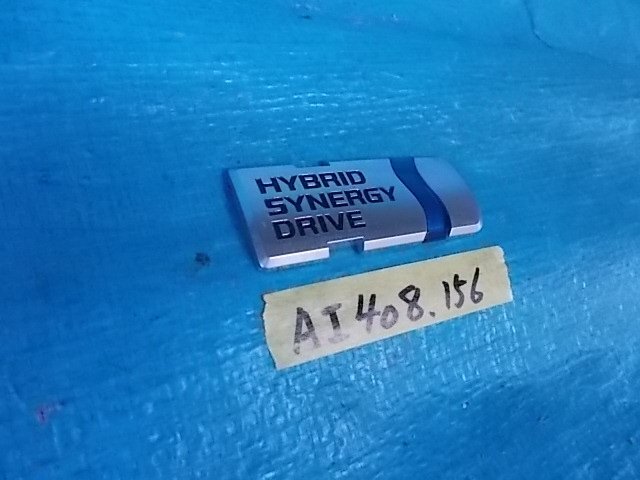 HYBRID
SYNERGY
DRIVE
AI408.156